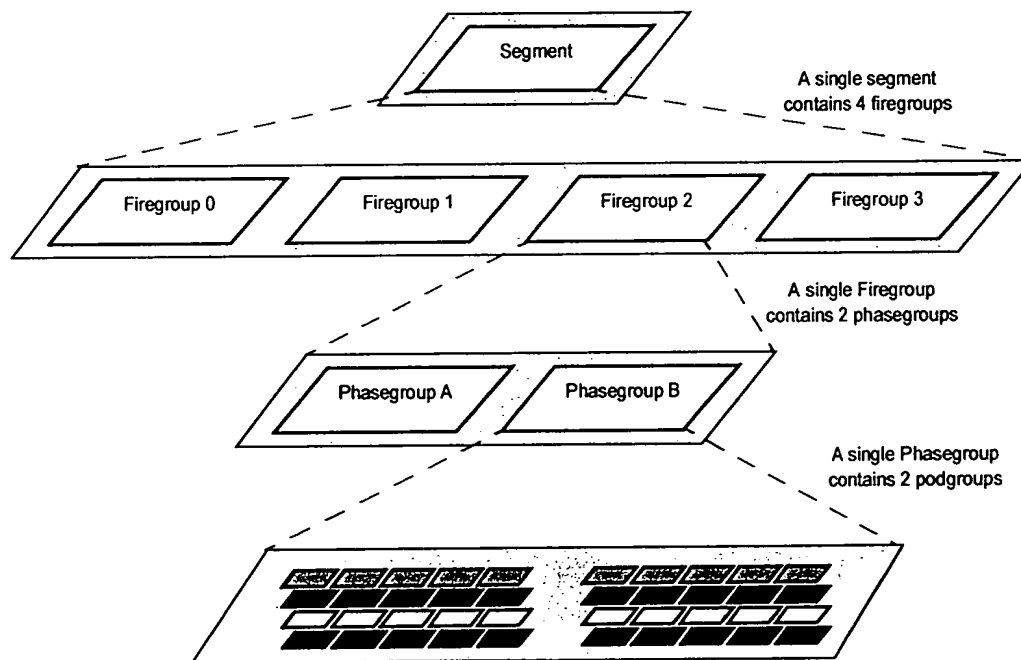 Segment
A single segment
contains 4 firegroups
Firegroup 0
Firegroup 1
Firegroup 2
Firegroup 3
A single Firegroup
contains 2 phasegroups
Phasegroup A
Phasegroup B
A single Phasegroup
contains 2 podgroups